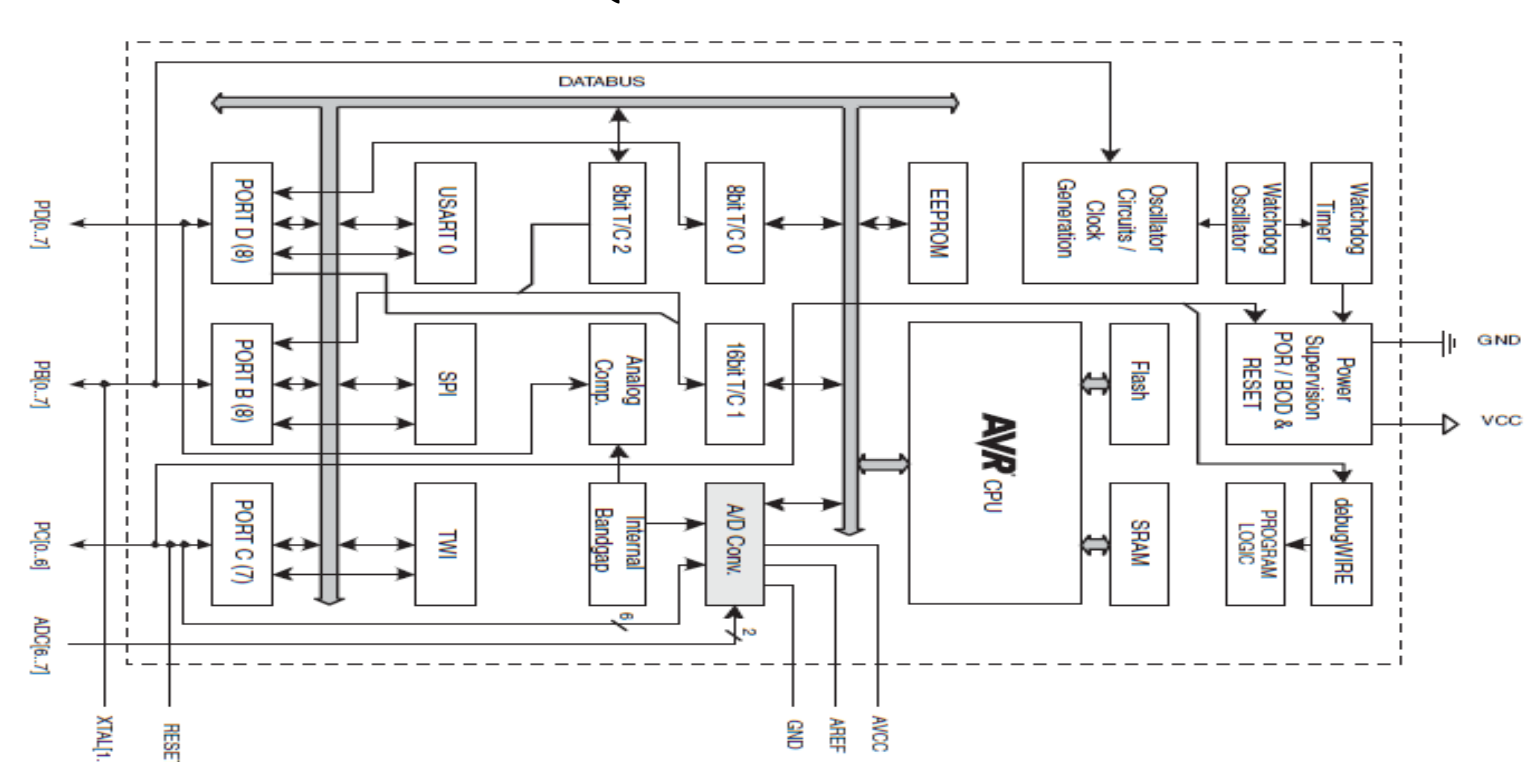 DATABUS
PORT D (8)
USART 0
8bit T/C 2
8bit T/C 0
EEPROM
Oscillator
Circuits /
Clock
Generation
Watchdog
Oscillator
Watchdog
Timer
PD[0..7]
PORT B (8)
SPI
Analog
Comp.
16bit T/C 1
AVR CPU
Flash
Power
Supervision
POR / BOD &
RESET
GND
VCC
PB[0..7]
PORT C (7)
TWI
Internal
Bandgap
A/D Conv.
SRAM
PROGRAM
LOGIC
debugWIRE
PC[0..6]
6
2
ADC[6..7]
XTAL[1.
RESET
GND
AREF
AVCC